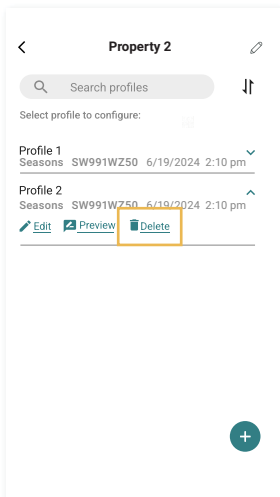 Property 2
Search profiles
Select profile to configure:
Profile 1
Seasons SW991WZ50 6/19/2024 2:10 pm
Profile 2
Seasons SW991WZ50 6/19/2024 2:10 pm
Edit Preview Delete